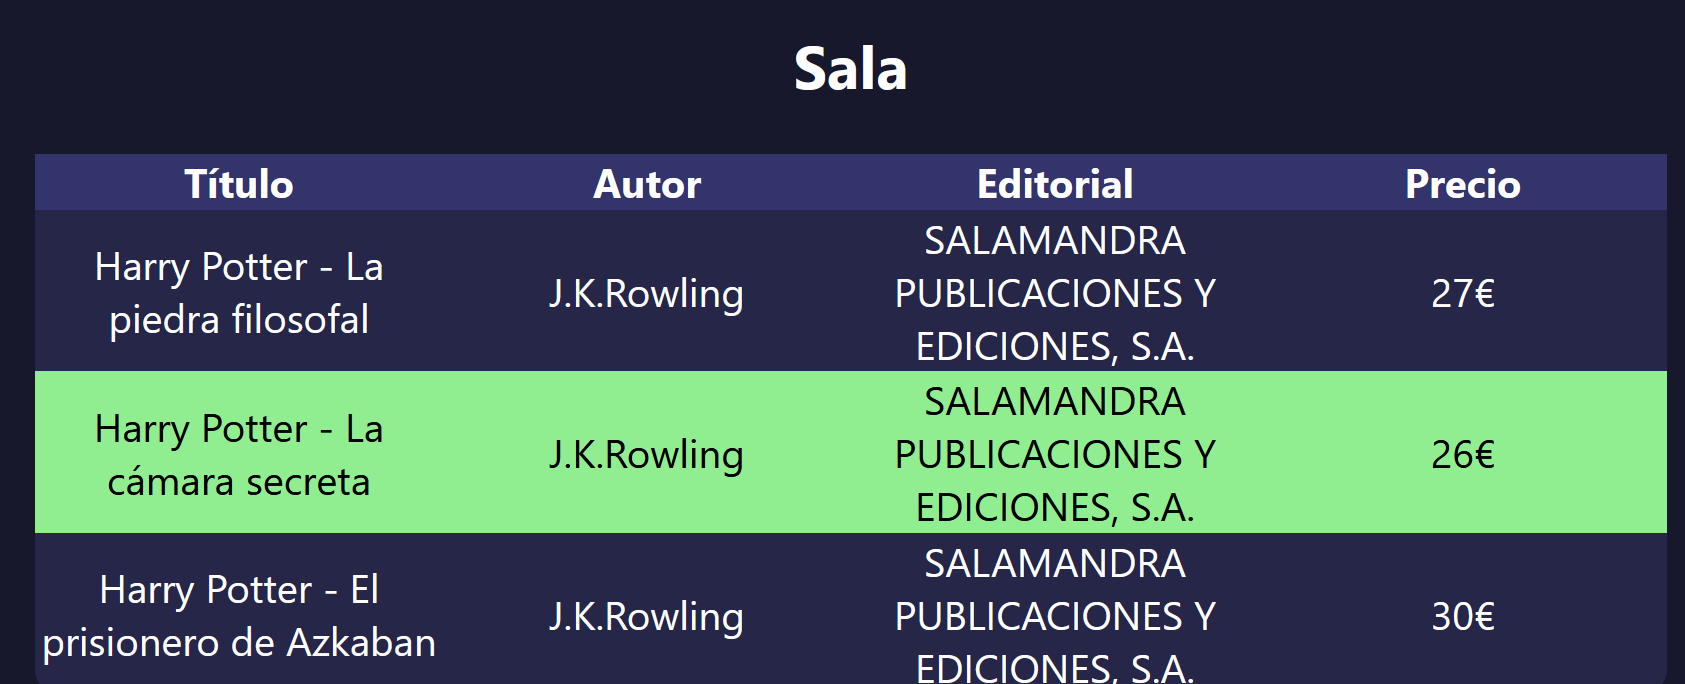 Sala
Título Autor Editorial Precio
Harry Potter - La
piedra filosofal
J.K.Rowling
SALAMANDRA
PUBLICACIONES Y
EDICIONES, S.A.
27€
Harry Potter - La
cámara secreta
J.K.Rowling
SALAMANDRA
PUBLICACIONES Y
EDICIONES, S.A.
26€
Harry Potter - El
prisionero de Azkaban
J.K.Rowling
SALAMANDRA
PUBLICACIONES Y
EDICIONES, S.A.
30€